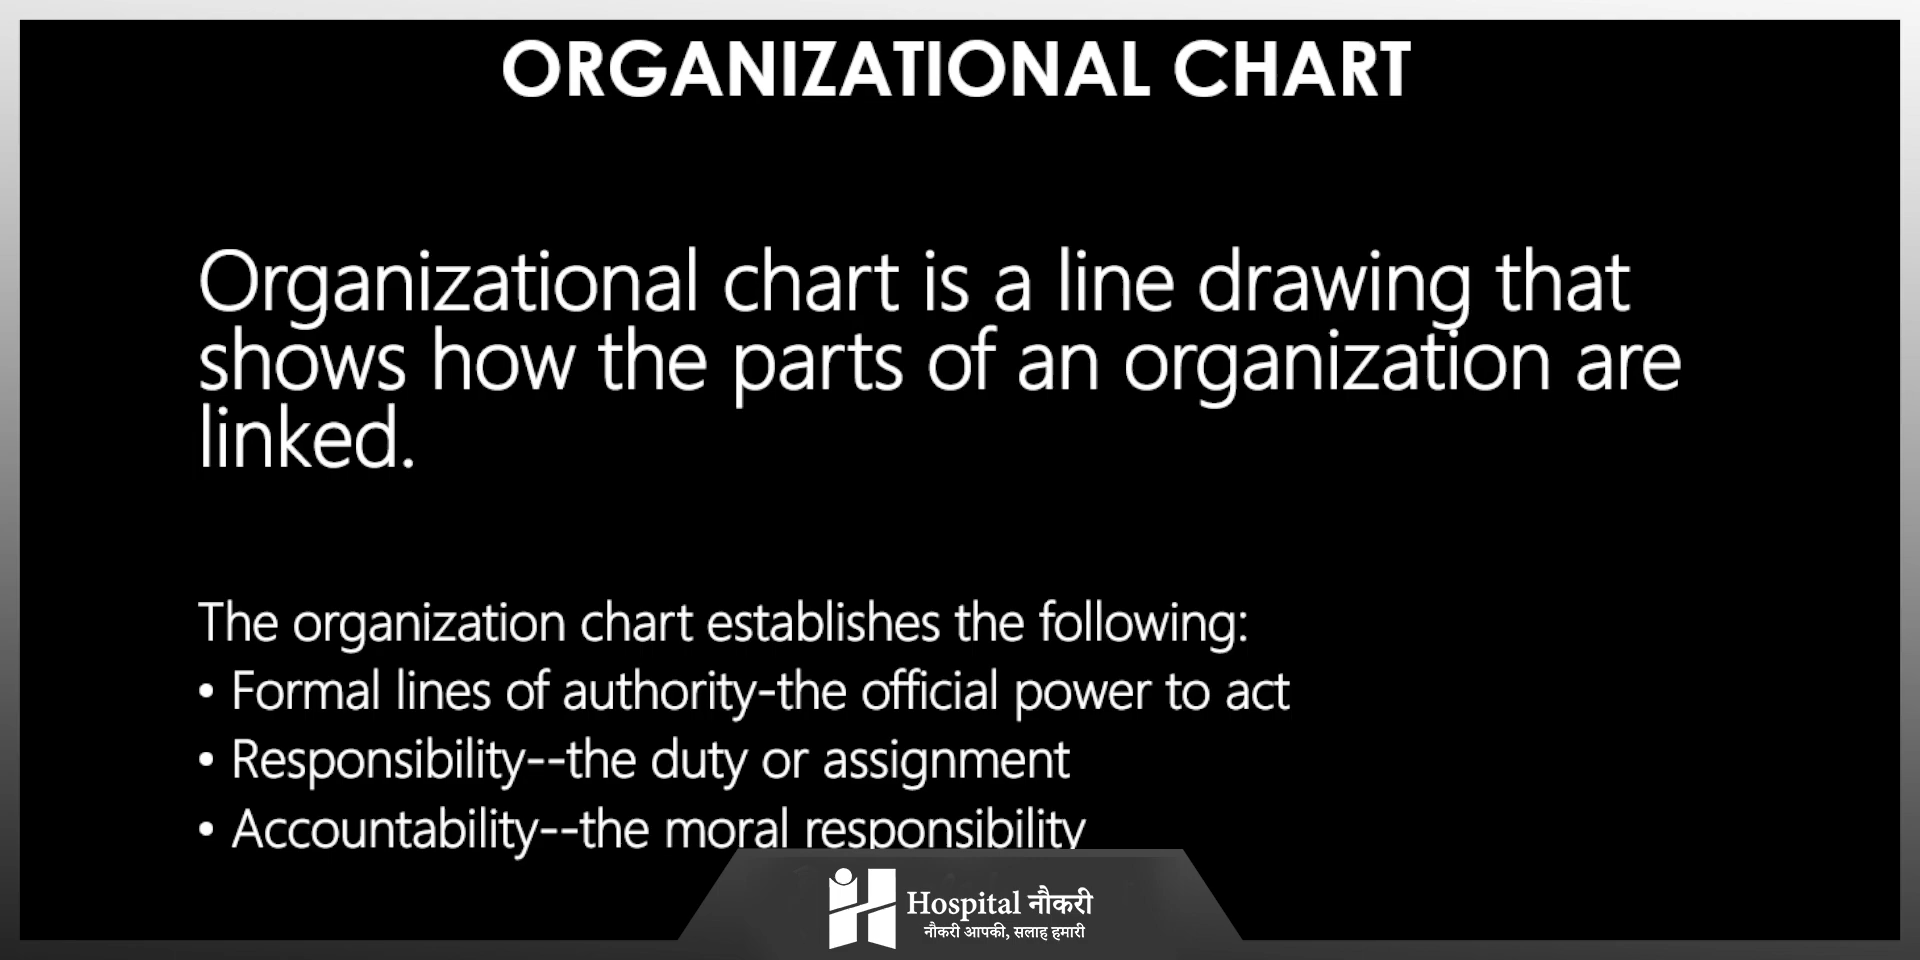 ORGANIZATIONAL CHART
Organizational chart is a line drawing that
shows how the parts of an organization are
linked.
The organization chart establishes the following:
• Formal lines of authority-the official power to act
• Responsibility--the duty or assignment
• Accountability--the moral responsibility
Hospital नौकरी
नौकरी आपकी, सलाह हमारी